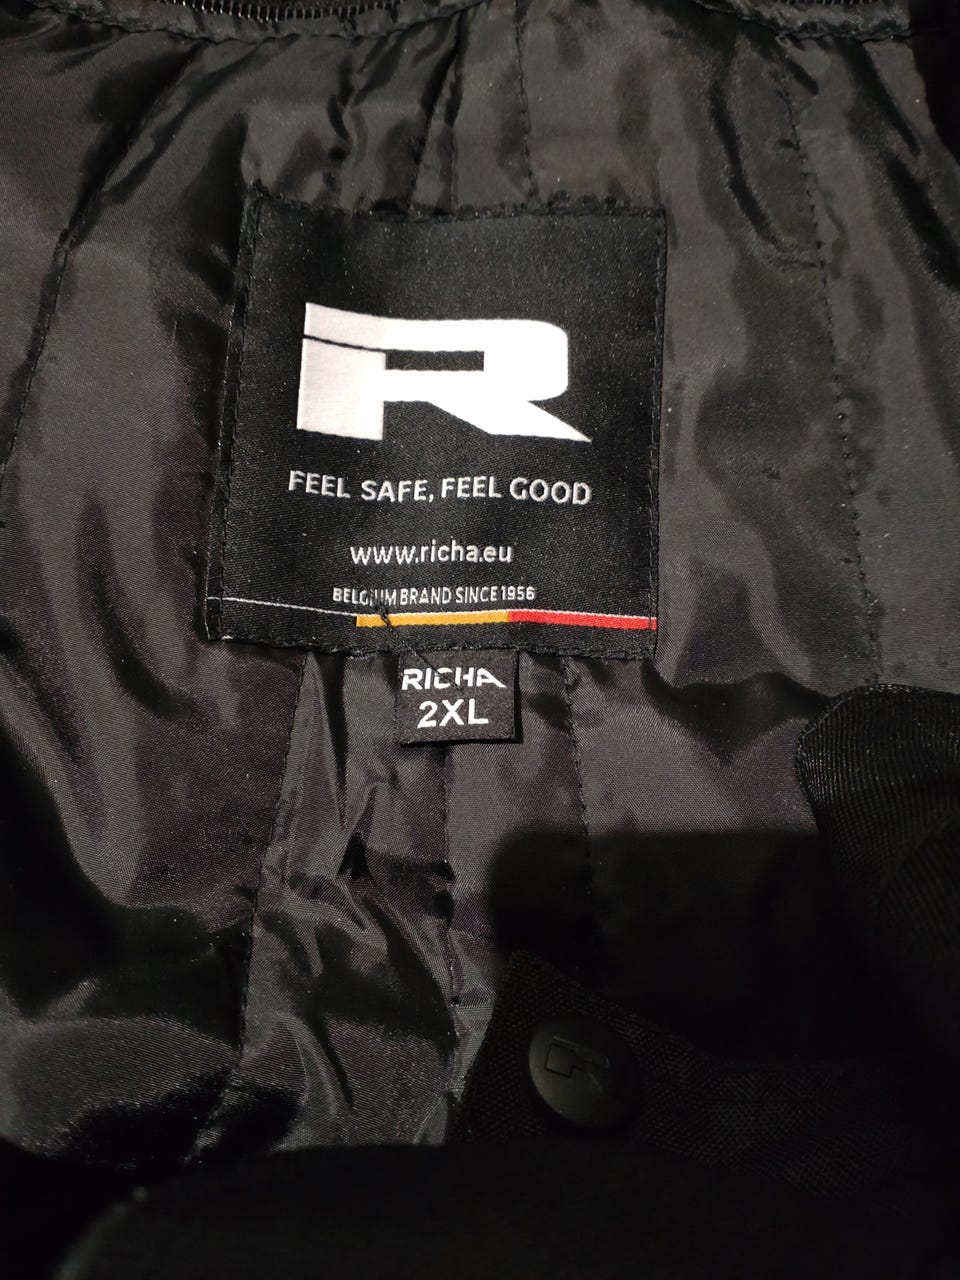 R
FEEL SAFE, FEEL GOOD
www.richa.eu
BELGIUM BRAND SINCE 1956
RICHA
2XL
R